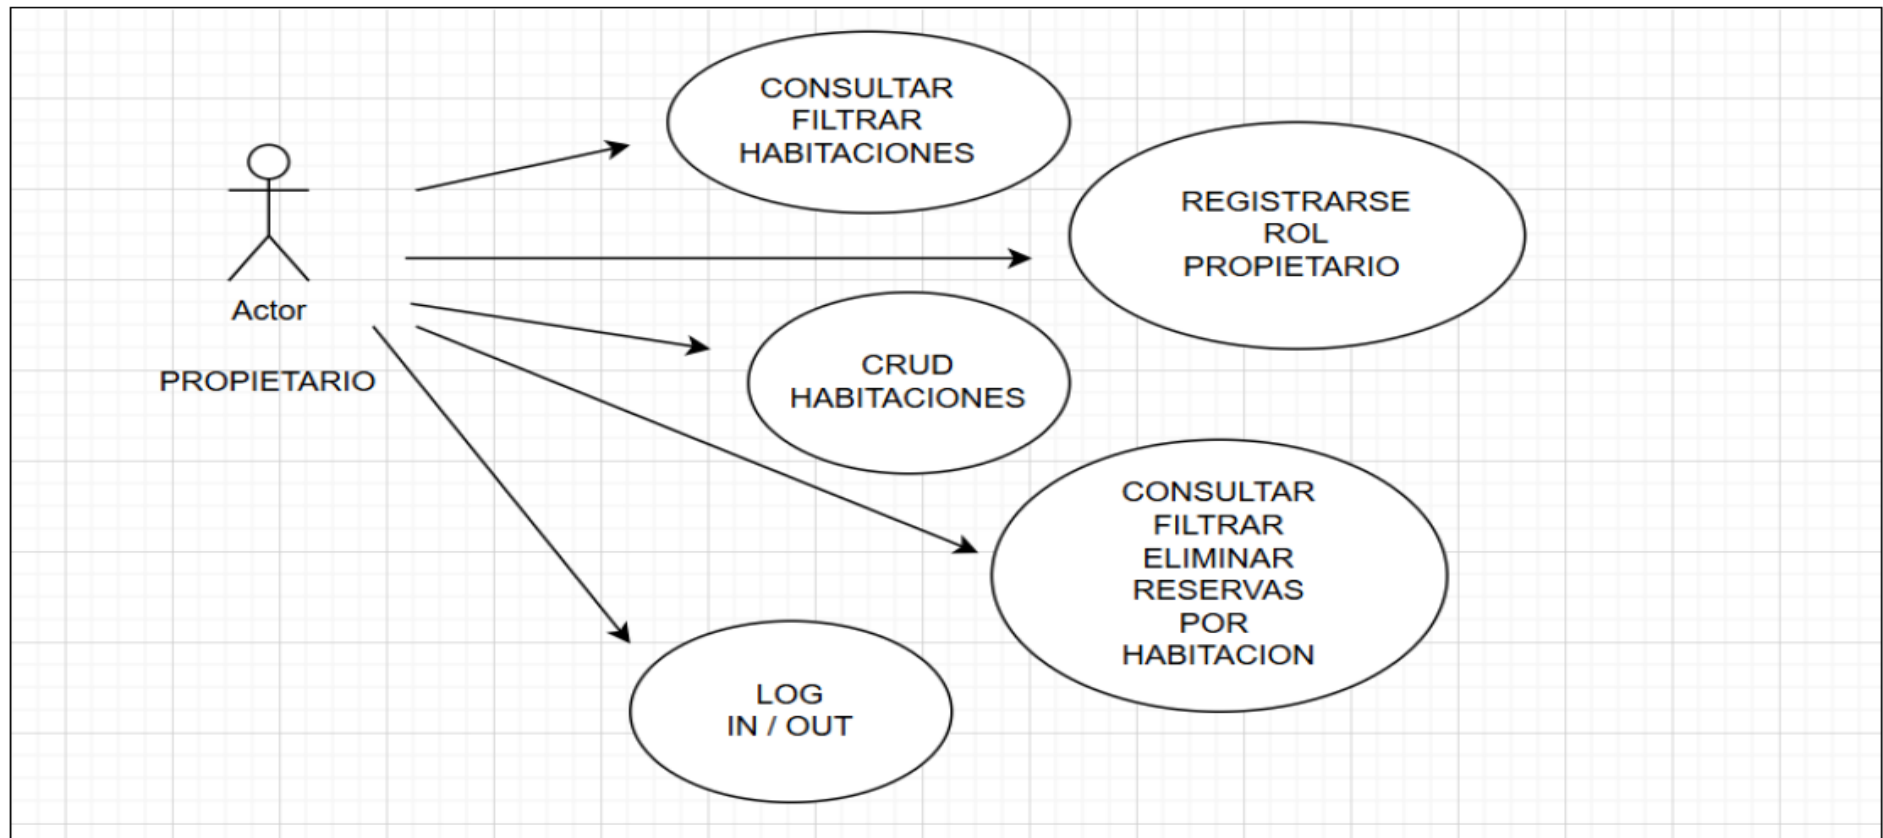 CONSULTAR
FILTRAR
HABITACIONES
REGISTRARSE
ROL
PROPIETARIO
Actor
PROPIETARIO
CRUD
HABITACIONES
CONSULTAR
FILTRAR
ELIMINAR
RESERVAS
POR
HABITACION
LOG
IN / OUT